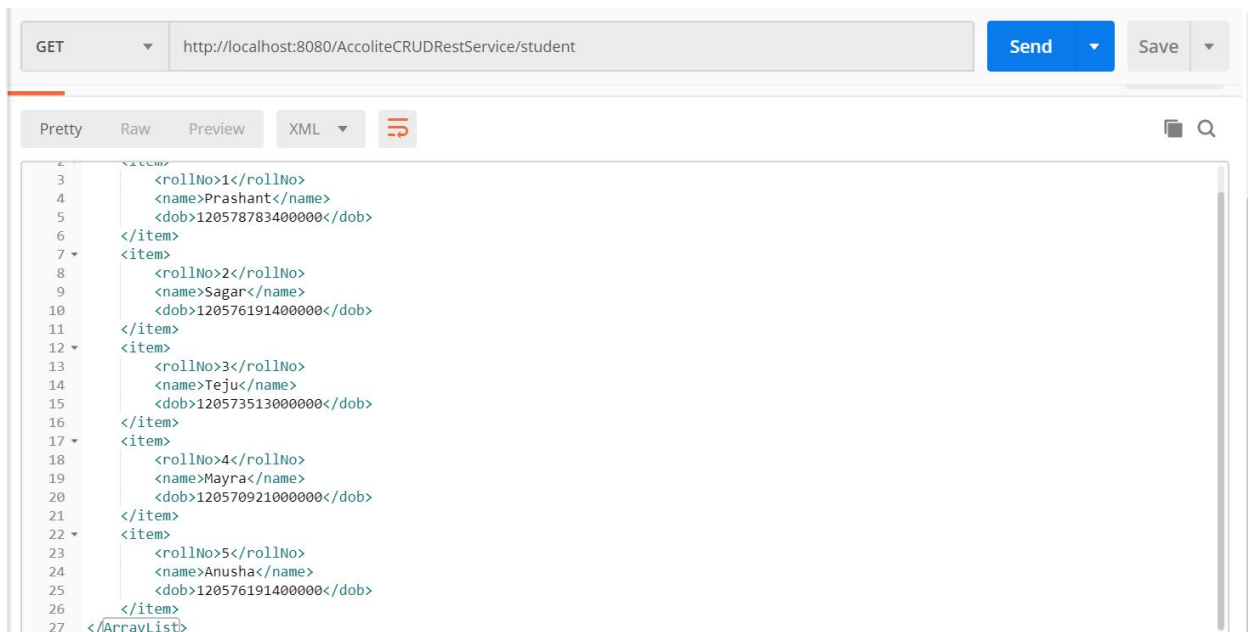 GET http://localhost:8080/AccoliteCRUDRestService/student Send Save
Pretty Raw Preview XML
2 <item>
3 <rollNo>1</rollNo>
4 <name>Prashant</name>
5 <dob>120578783400000</dob>
6 </item>
7 <item>
8 <rollNo>2</rollNo>
9 <name>Sagar</name>
10 <dob>120576191400000</dob>
11 </item>
12 <item>
13 <rollNo>3</rollNo>
14 <name>Teju</name>
15 <dob>120573513000000</dob>
16 </item>
17 <item>
18 <rollNo>4</rollNo>
19 <name>Mayra</name>
20 <dob>120570921000000</dob>
21 </item>
22 <item>
23 <rollNo>5</rollNo>
24 <name>Anusha</name>
25 <dob>120576191400000</dob>
26 </item>
27 </ArrayList>